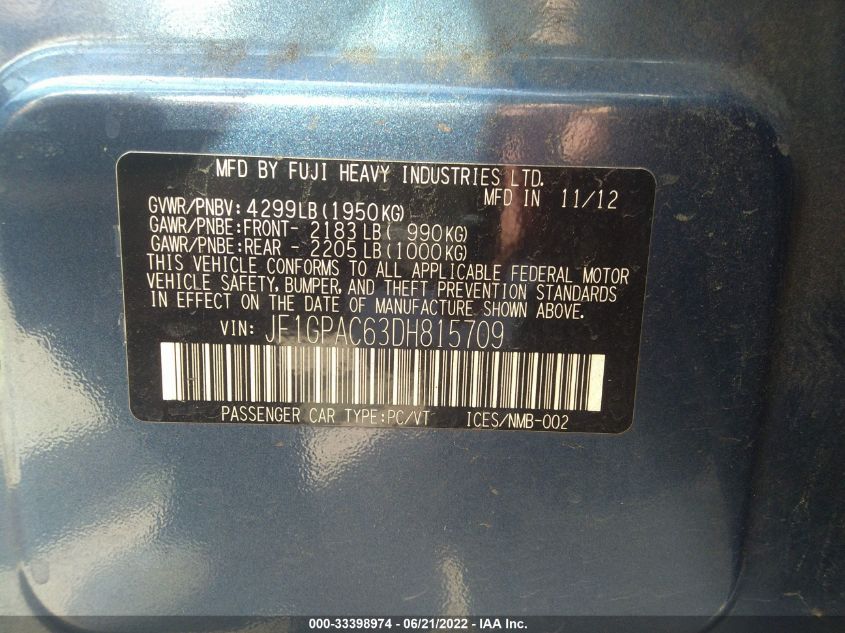 MFD BY FUJI HEAVY INDUSTRIES LTD.
MFD IN 11/12
GVWR/PNBV: 4299LB(1950KG)
GAWR/PNBE:FRONT- 2183LB( 990KG)
GAWR/PNBE:REAR - 2205LB(1000KG)
THIS VEHICLE CONFORMS TO ALL APPLICABLE FEDERAL MOTOR
VEHICLE SAFETY, BUMPER, AND THEFT PREVENTION STANDARDS
IN EFFECT ON THE DATE OF MANUFACTURE SHOWN ABOVE.
VIN: JF1GPAC63DH815709
PASSENGER CAR TYPE:PC/VT ICES/NMB-002
000-33398974 - 06/21/2022 - IAA Inc.